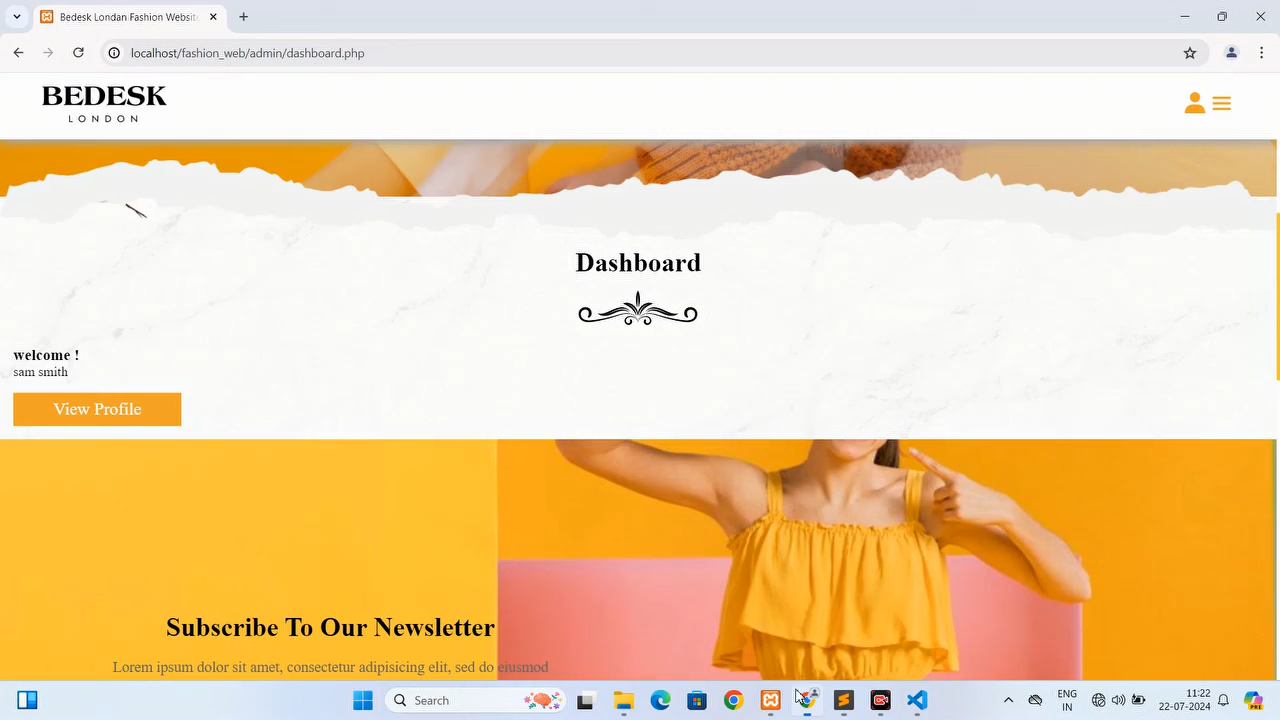 Bedesk Londan Fashion Websit
localhost/fashion_web/admin/dashboard.php
BEDESK
LONDON
Dashboard
welcome !
sam smith
View Profile
Subscribe To Our Newsletter
Lorem ipsum dolor sit amet, consectetur adipisicing elit, sed do eiusmod
Search
ENG
IN
11:22
22-07-2024
PRE